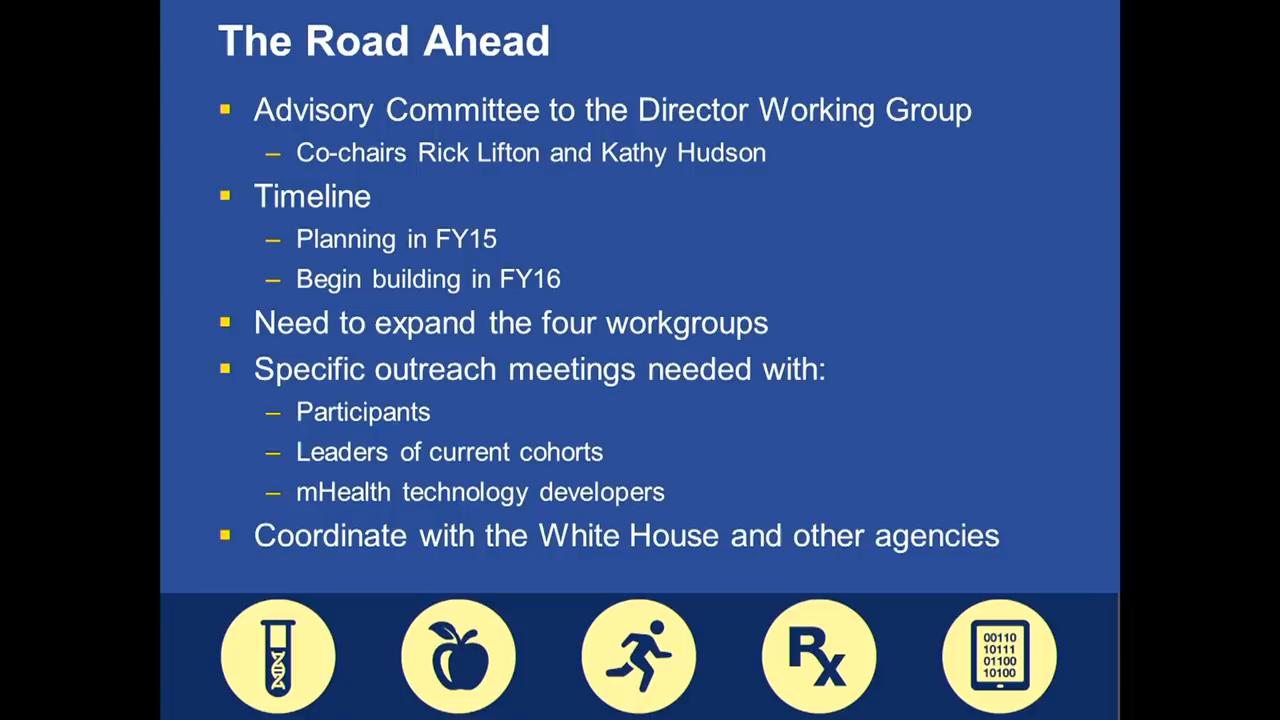 The Road Ahead
▪ Advisory Committee to the Director Working Group
– Co-chairs Rick Lifton and Kathy Hudson
▪ Timeline
– Planning in FY15
– Begin building in FY16
▪ Need to expand the four workgroups
▪ Specific outreach meetings needed with:
– Participants
– Leaders of current cohorts
– mHealth technology developers
▪ Coordinate with the White House and other agencies
Rx
00110
10111
01100
10100